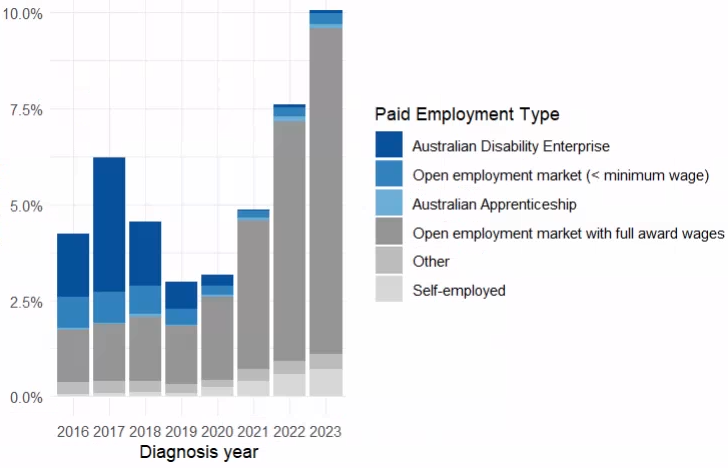 10.0%
7.5%
5.0%
2.5%
0.0%
2016 2017 2018 2019 2020 2021 2022 2023
Diagnosis year
Paid Employment Type
Australian Disability Enterprise
Open employment market (< minimum wage)
Australian Apprenticeship
Open employment market with full award wages
Other
Self-employed